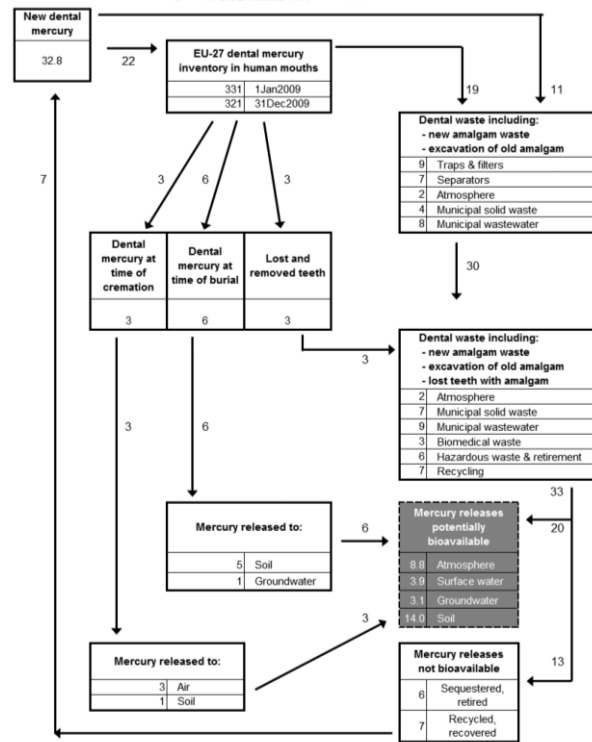 New dental
mercury
32.8
22
EU-27 dental mercury
inventory in human mouths
331 1Jan2009
321 31Dec2009
19
11
Dental waste including:
- new amalgam waste
- excavation of old amalgam
9 Traps & filters
7 Separators
2 Atmosphere
4 Municipal solid waste
8 Municipal wastewater
7
3
6
3
30
Dental
mercury at
time of
cremation
3
Dental
mercury at
time of burial
6
Lost and
removed teeth
3
3
Dental waste including:
- new amalgam waste
- excavation of old amalgam
- lost teeth with amalgam
2 Atmosphere
7 Municipal solid waste
9 Municipal wastewater
3 Biomedical waste
6 Hazardous waste & retirement
7 Recycling
3
6
33
20
13
Mercury released to:
5 Soil
1 Groundwater
6
Mercury releases
potentially
bioavailable
8.8 Atmosphere
3.9 Surface water
3.1 Groundwater
14.0 Soil
3
Mercury released to:
3 Air
1 Soil
Mercury releases
not bioavailable
6 Sequestered,
retired
7 Recycled,
recovered
7